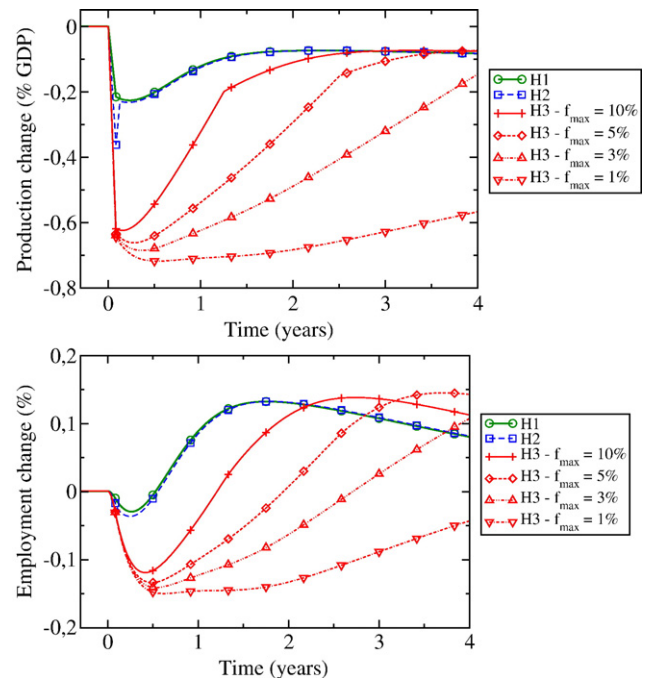 Production change (% GDP)
0
-0,2
-0,4
-0,6
-0,8
0 1 2 3 4
Time (years)
H1
H2
H3 - fmax = 10%
H3 - fmax = 5%
H3 - fmax = 3%
H3 - fmax = 1%
Employment change (%)
0,2
0,1
0
-0,1
-0,2
0 1 2 3 4
Time (years)
H1
H2
H3 - fmax = 10%
H3 - fmax = 5%
H3 - fmax = 3%
H3 - fmax = 1%